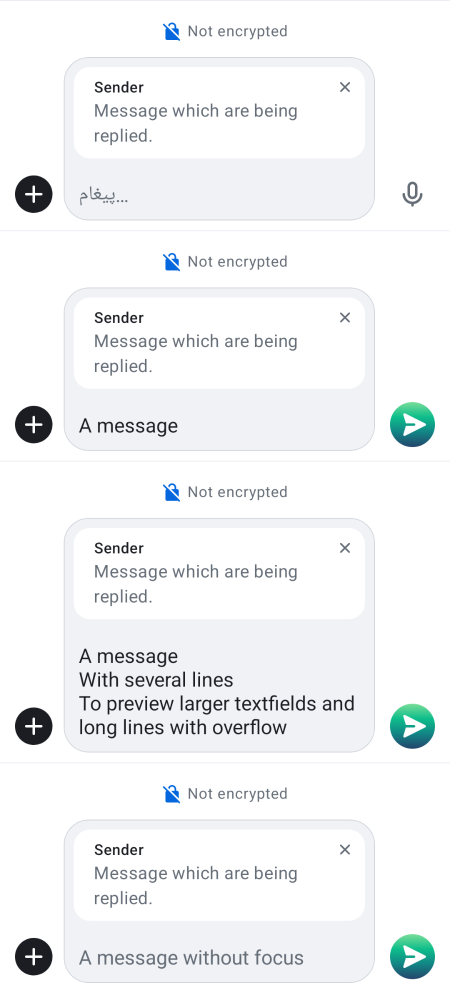 Not encrypted
Sender
Message which are being
replied.
پیغام…
Not encrypted
Sender
Message which are being
replied.
A message
Not encrypted
Sender
Message which are being
replied.
A message
With several lines
To preview larger textfields and
long lines with overflow
Not encrypted
Sender
Message which are being
replied.
A message without focus